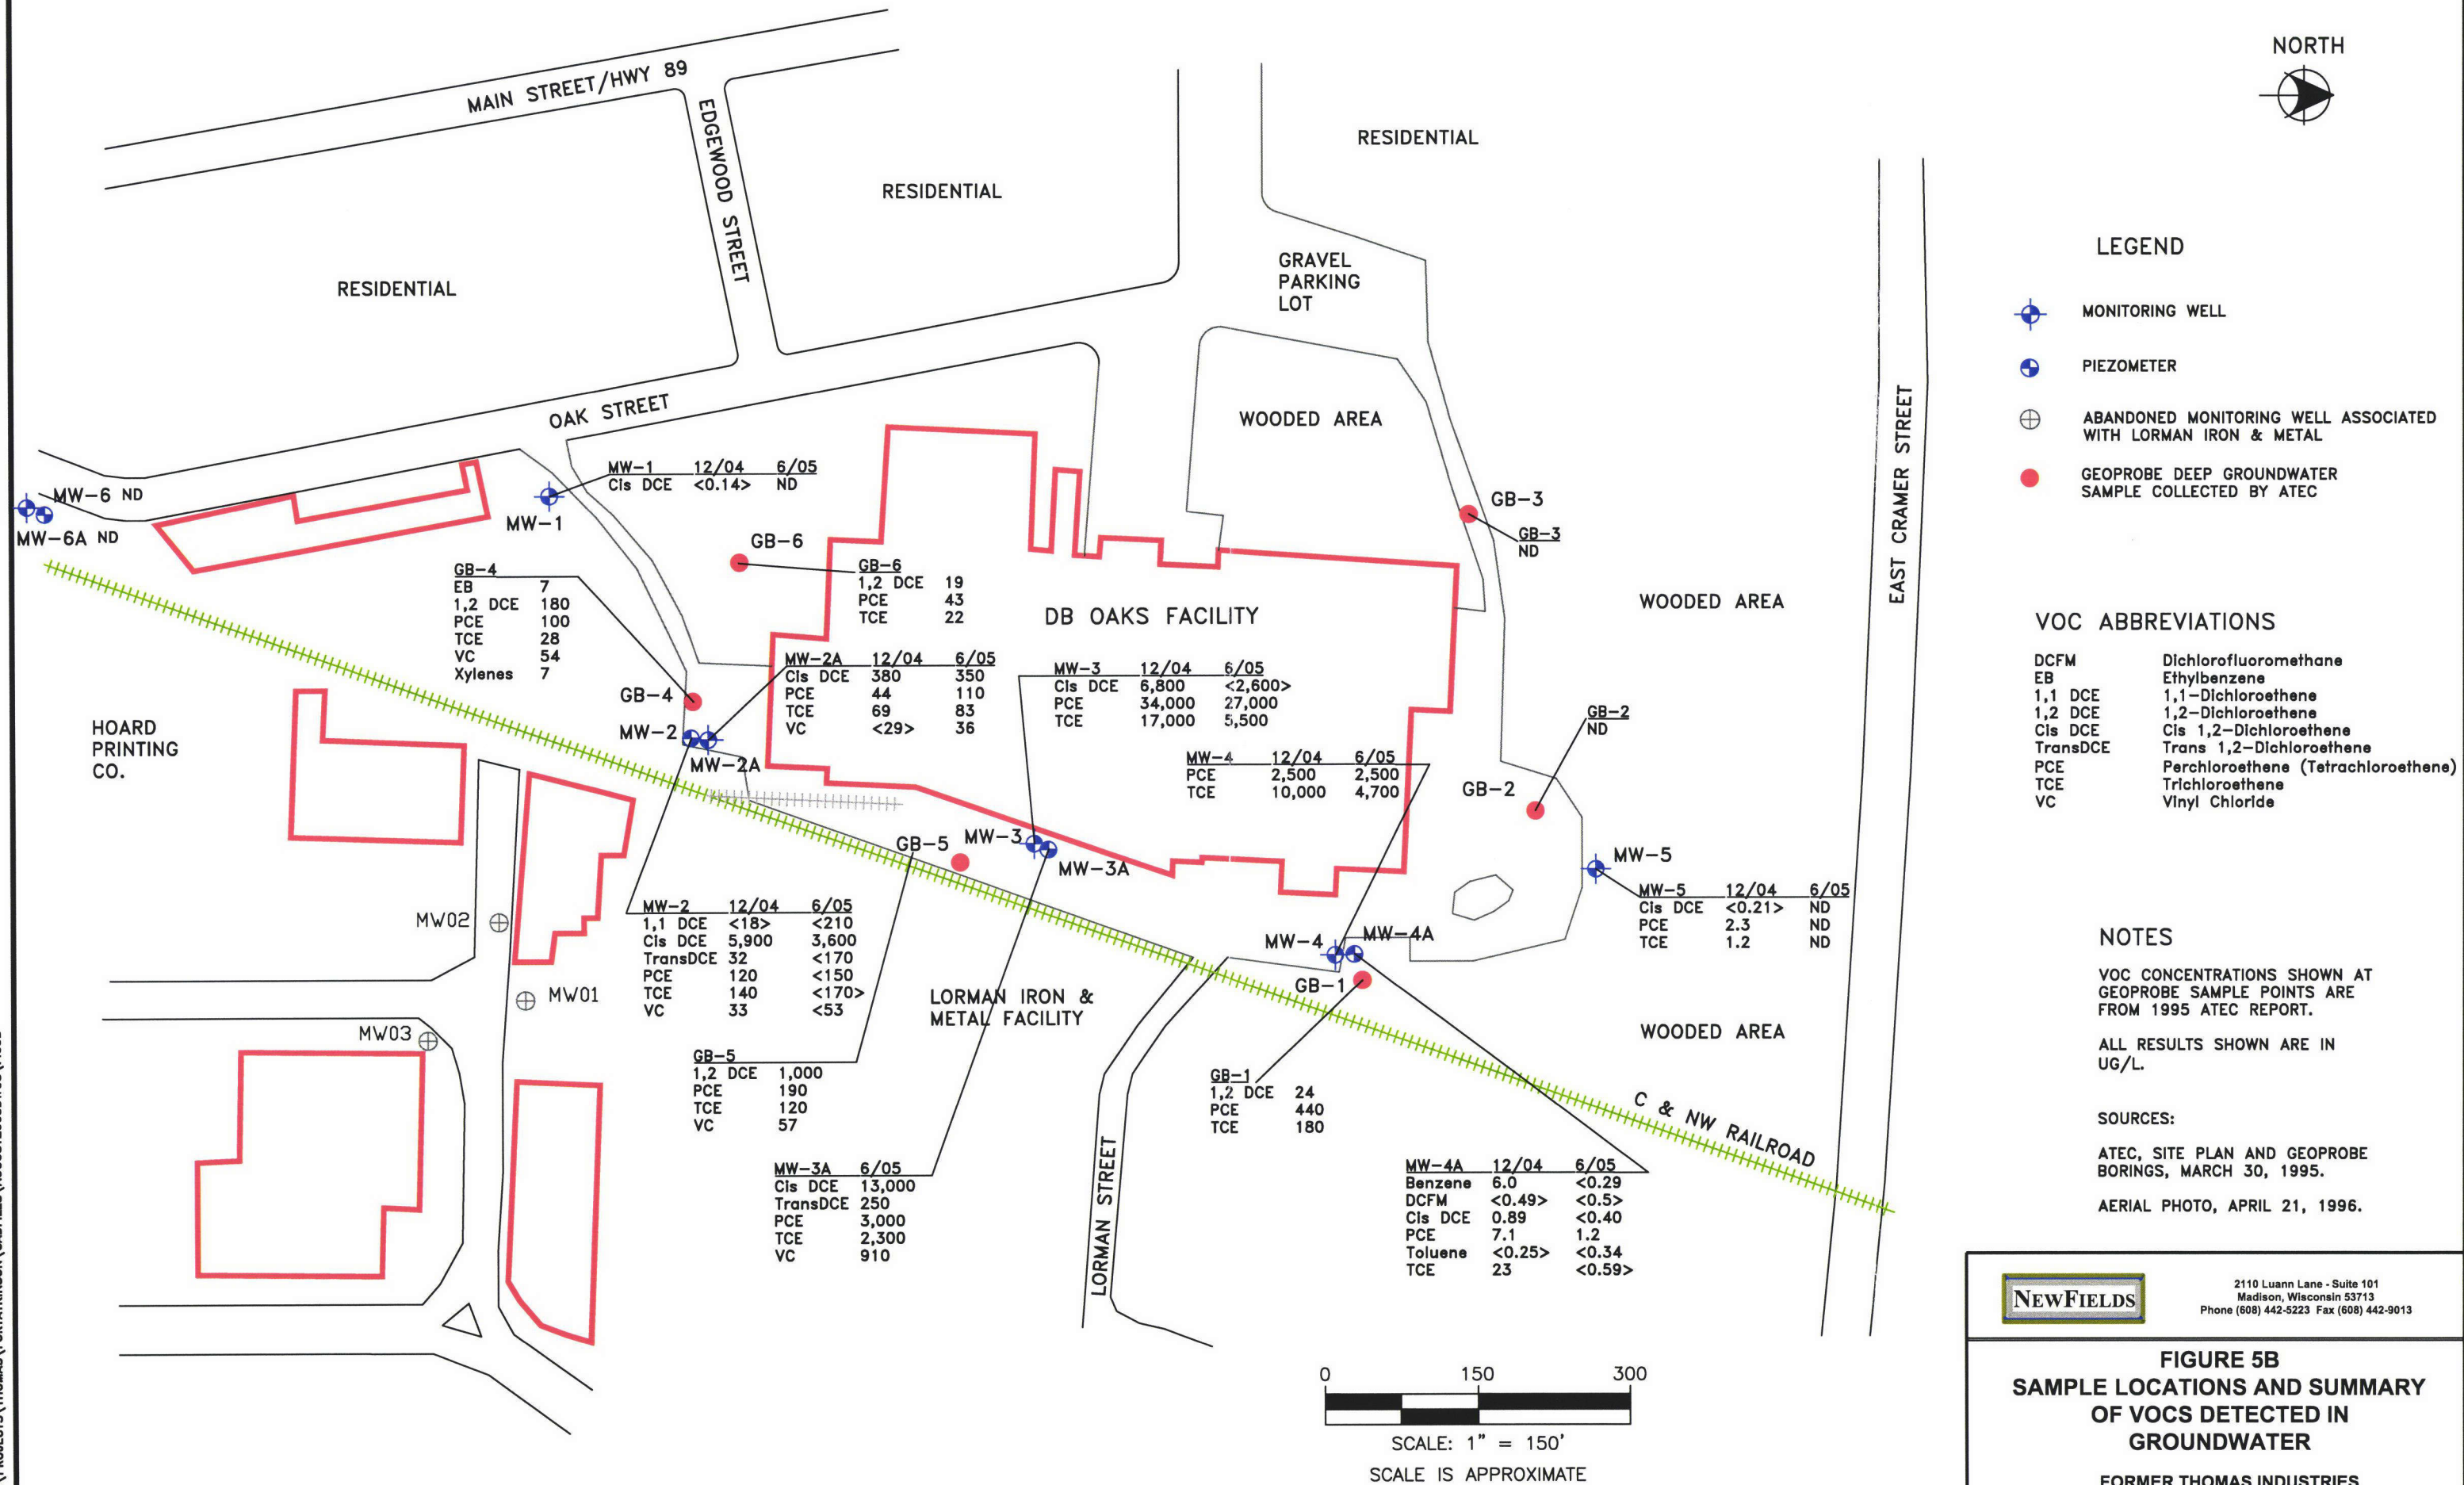 MAIN STREET/HWY 89
EDGEWOOD STREET
RESIDENTIAL
RESIDENTIAL
RESIDENTIAL
GRAVEL
PARKING
LOT
OAK STREET
WOODED AREA
EAST CRAMER STREET
NORTH
MW-6 ND
MW-6A ND
MW-1 12/04 6/05
Cis DCE <0.14> ND
MW-1
GB-6
GB-6
1,2 DCE 19
PCE 43
TCE 22
GB-4
EB 7
1,2 DCE 180
PCE 100
TCE 28
VC 54
Xylenes 7
GB-4
GB-3
GB-3
ND
DB OAKS FACILITY
WOODED AREA
MW-2A 12/04 6/05
Cis DCE 380 350
PCE 44 110
TCE 69 83
VC <29> 36
MW-3 12/04 6/05
Cis DCE 6,800 <2,600>
PCE 34,000 27,000
TCE 17,000 5,500
MW-4 12/04 6/05
PCE 2,500 2,500
TCE 10,000 4,700
GB-2
ND
GB-2
HOARD
PRINTING
CO.
MW-2
MW-2A
GB-5
MW-3
MW-3A
MW-5
MW-5 12/04 6/05
Cis DCE <0.21> ND
PCE 2.3 ND
TCE 1.2 ND
MW02
MW01
MW03
MW-2 12/04 6/05
1,1 DCE <18> <210
Cis DCE 5,900 3,600
TransDCE 32 <170
PCE 120 <150
TCE 140 <170>
VC 33 <53
LORMAN IRON &
METAL FACILITY
MW-4
MW-4A
GB-1
WOODED AREA
GB-5
1,2 DCE 1,000
PCE 190
TCE 120
VC 57
GB-1
1,2 DCE 24
PCE 440
TCE 180
C & NW RAILROAD
MW-3A 6/05
Cis DCE 13,000
TransDCE 250
PCE 3,000
TCE 2,300
VC 910
LORMAN STREET
MW-4A 12/04 6/05
Benzene 6.0 <0.29
DCFM <0.49> <0.5>
Cis DCE 0.89 <0.40
PCE 7.1 1.2
Toluene <0.25> <0.34
TCE 23 <0.59>
0 150 300
SCALE: 1" = 150'
SCALE IS APPROXIMATE
LEGEND
MONITORING WELL
PIEZOMETER
ABANDONED MONITORING WELL ASSOCIATED
WITH LORMAN IRON & METAL
GEOPROBE DEEP GROUNDWATER
SAMPLE COLLECTED BY ATEC
VOC ABBREVIATIONS
DCFM Dichlorofluoromethane
EB Ethylbenzene
1,1 DCE 1,1-Dichloroethene
1,2 DCE 1,2-Dichloroethene
Cis DCE Cis 1,2-Dichloroethene
TransDCE Trans 1,2-Dichloroethene
PCE Perchloroethene (Tetrachloroethene)
TCE Trichloroethene
VC Vinyl Chloride
NOTES
VOC CONCENTRATIONS SHOWN AT
GEOPROBE SAMPLE POINTS ARE
FROM 1995 ATEC REPORT.
ALL RESULTS SHOWN ARE IN
UG/L.
SOURCES:
ATEC, SITE PLAN AND GEOPROBE
BORINGS, MARCH 30, 1995.
AERIAL PHOTO, APRIL 21, 1996.
NEWFIELDS
2110 Luann Lane - Suite 101
Madison, Wisconsin 53713
Phone (608) 442-5223 Fax (608) 442-9013
FIGURE 5B
SAMPLE LOCATIONS AND SUMMARY
OF VOCS DETECTED IN
GROUNDWATER
FORMER THOMAS INDUSTRIES